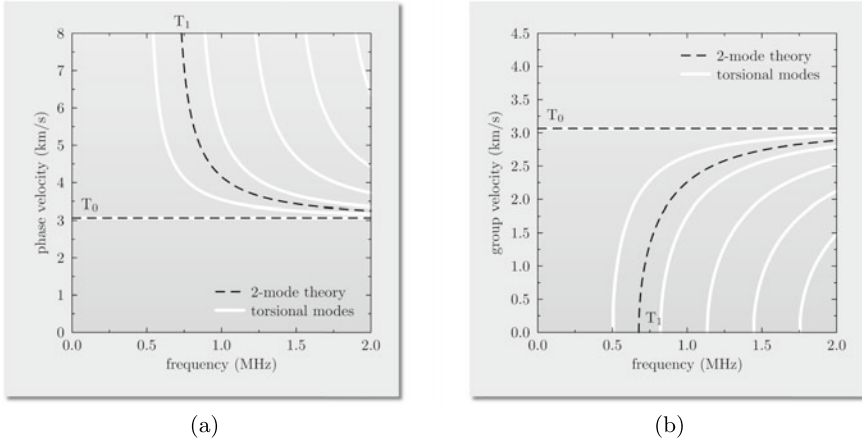 T1
8
7
6
5
4
3
2
1
0
phase velocity (km/s)
T0
2-mode theory
torsional modes
0.0
0.5
1.0
1.5
2.0
frequency (MHz)
(a)
4.5
4.0
3.5
3.0
2.5
2.0
1.5
1.0
0.5
0.0
group velocity (km/s)
2-mode theory
torsional modes
T0
T1
0.0
0.5
1.0
1.5
2.0
frequency (MHz)
(b)